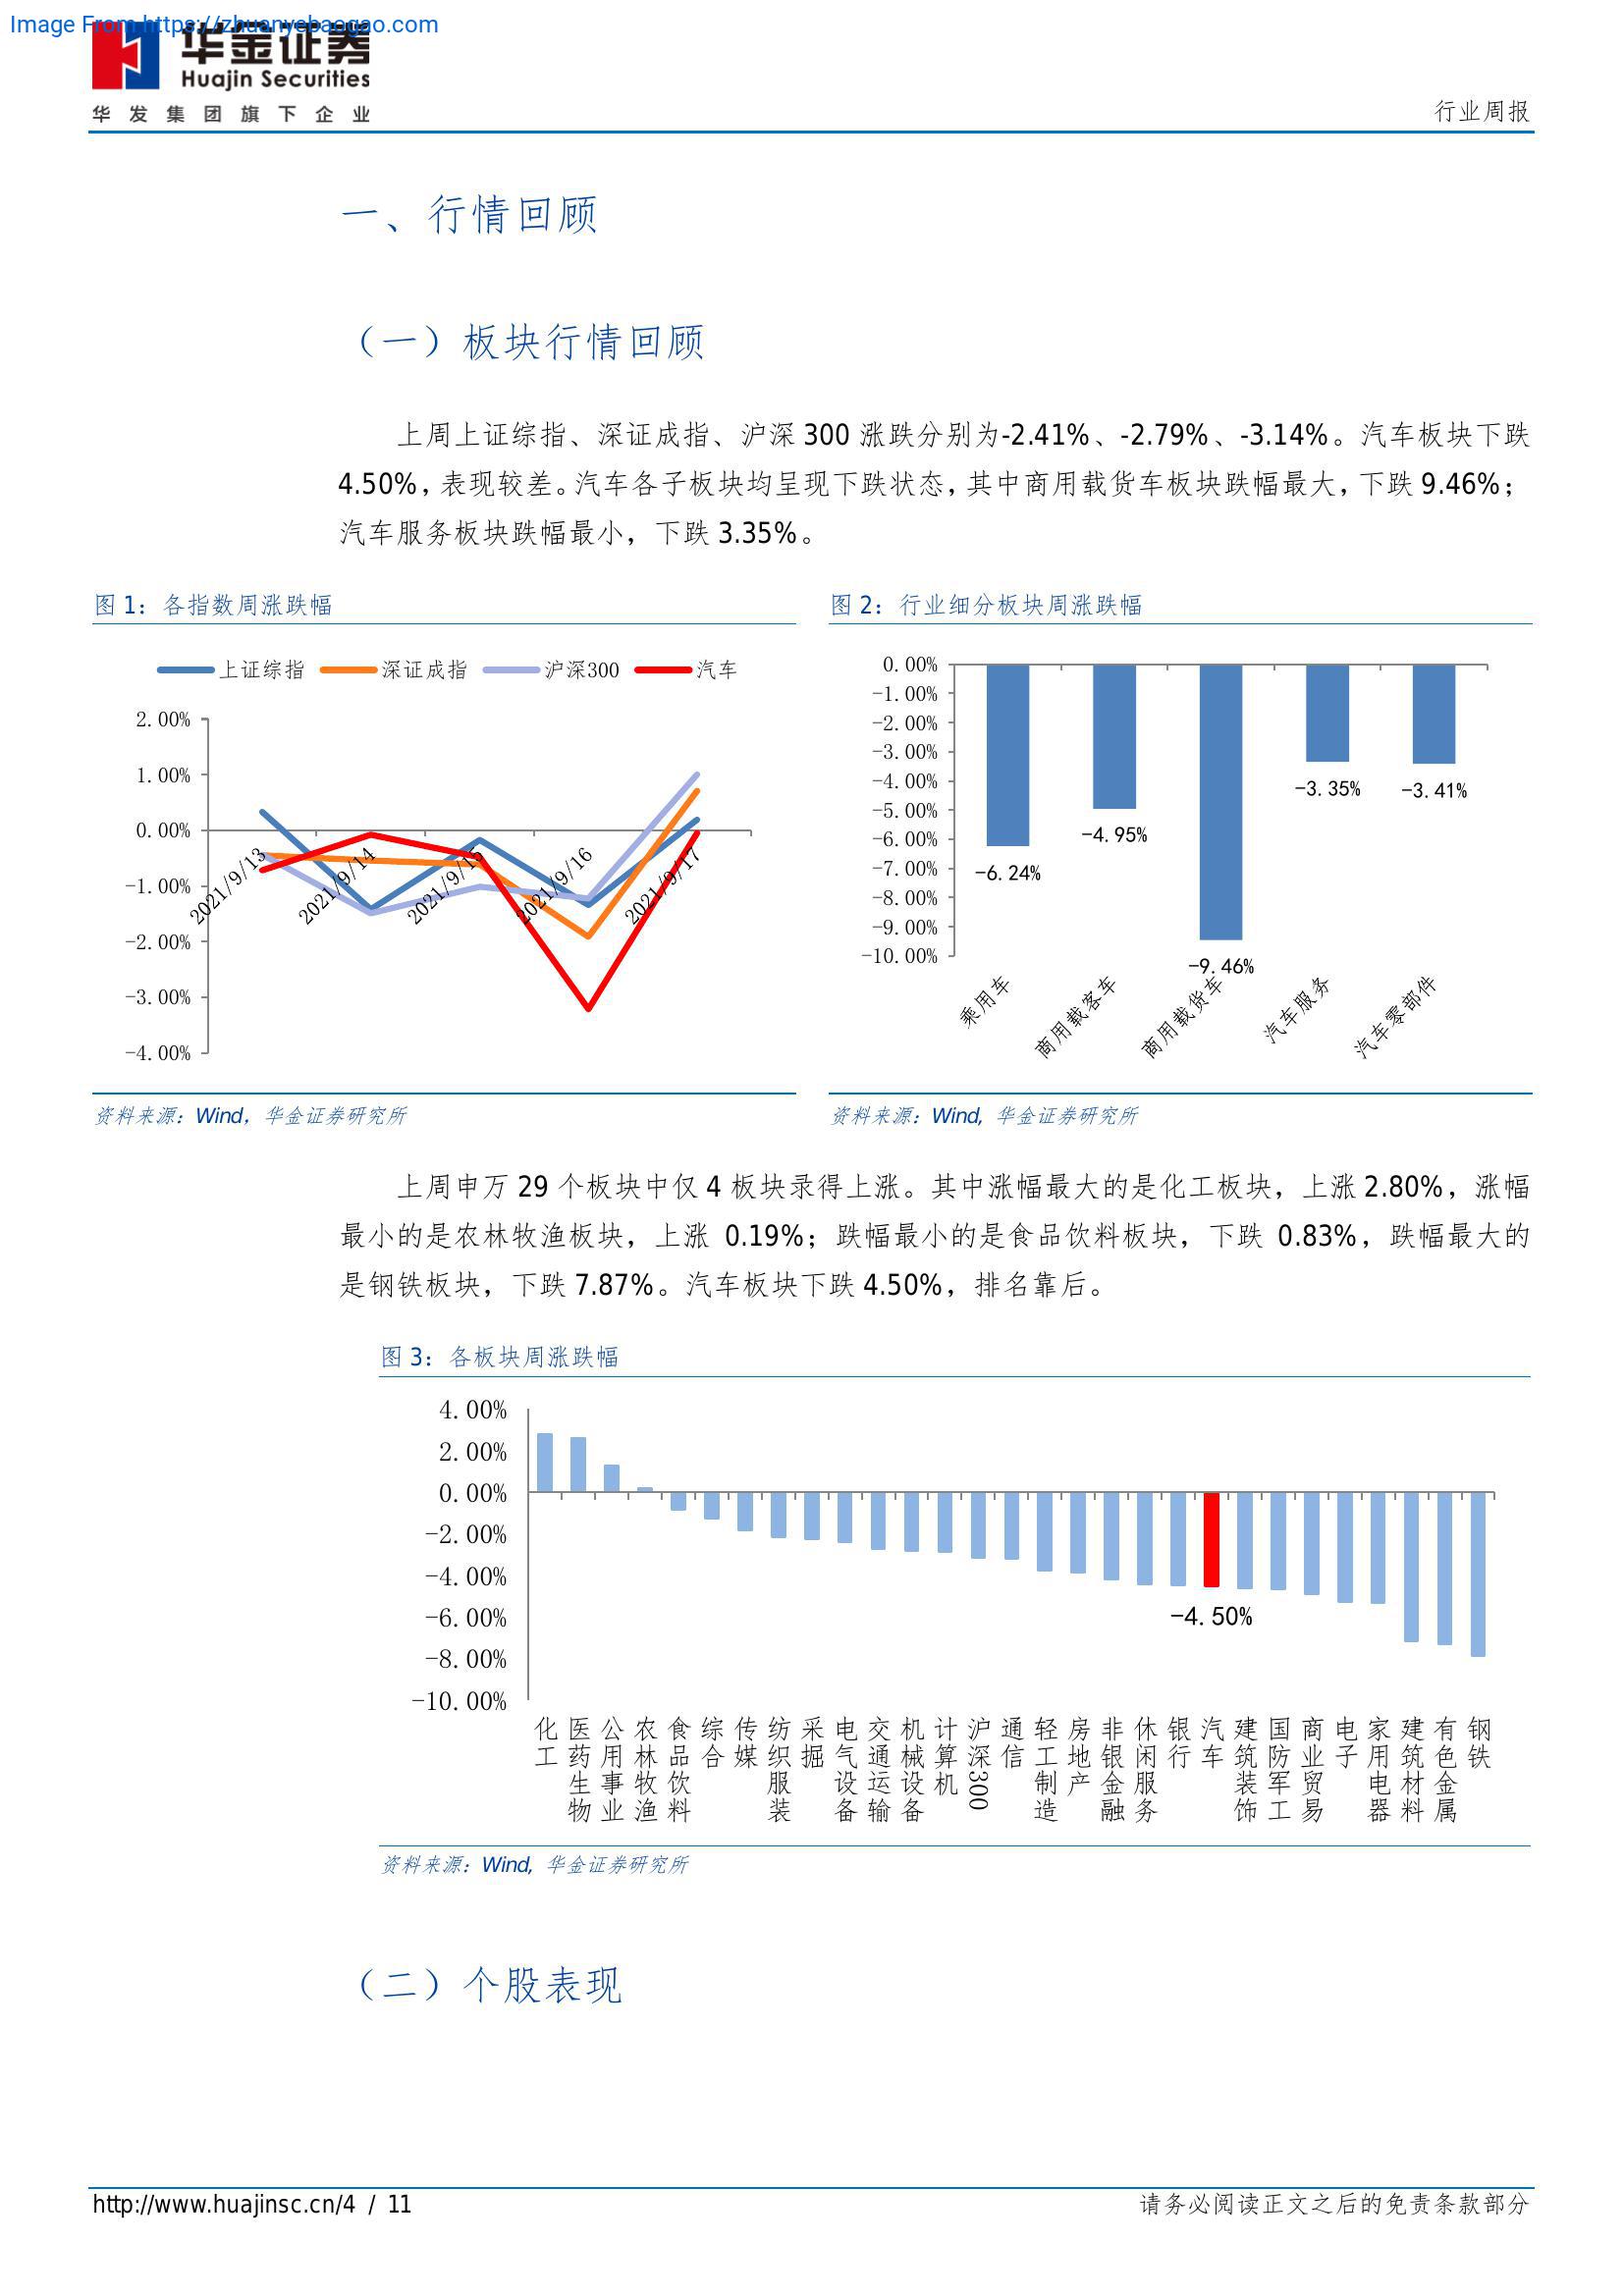 Image From https://zhuanyebaogao.com
华金证券
Huajin Securities
华发集团旗下企业
行业周报
一、行情回顾
（一）板块行情回顾
上周上证综指、深证成指、沪深 300 涨跌分别为-2.41%、-2.79%、-3.14%。汽车板块下跌
4.50%，表现较差。汽车各子板块均呈现下跌状态，其中商用载货车板块跌幅最大，下跌 9.46%；
汽车服务板块跌幅最小，下跌 3.35%。
图 1：各指数周涨跌幅
上证综指 深证成指 沪深300 汽车
2.00%
1.00%
0.00%
-1.00%
-2.00%
-3.00%
-4.00%
2021/9/13 2021/9/14 2021/9/15 2021/9/16 2021/9/17
资料来源：Wind，华金证券研究所
图 2：行业细分板块周涨跌幅
0.00%
-1.00%
-2.00%
-3.00%
-4.00%
-5.00%
-6.00%
-7.00%
-8.00%
-9.00%
-10.00%
-6.24% -4.95% -9.46% -3.35% -3.41%
乘用车 商用载客车 商用载货车 汽车服务 汽车零部件
资料来源：Wind, 华金证券研究所
上周申万 29 个板块中仅 4 板块录得上涨。其中涨幅最大的是化工板块，上涨 2.80%，涨幅
最小的是农林牧渔板块，上涨 0.19%；跌幅最小的是食品饮料板块，下跌 0.83%，跌幅最大的
是钢铁板块，下跌 7.87%。汽车板块下跌 4.50%，排名靠后。
图 3：各板块周涨跌幅
4.00%
2.00%
0.00%
-2.00%
-4.00%
-6.00%
-8.00%
-10.00%
-4.50%
化工 医药生物 公用事业 农林牧渔 食品饮料 综合 传媒 纺织服装 采掘 电气设备 交通运输 机械设备 计算机 沪深300 通信 轻工制造 房地产 非银金融 休闲服务 银行 汽车 建筑装饰 国防军工 商业贸易 电子 家用电器 建筑材料 有色金属 钢铁
资料来源：Wind, 华金证券研究所
（二）个股表现
http://www.huajinsc.cn/4 / 11
请务必阅读正文之后的免责条款部分